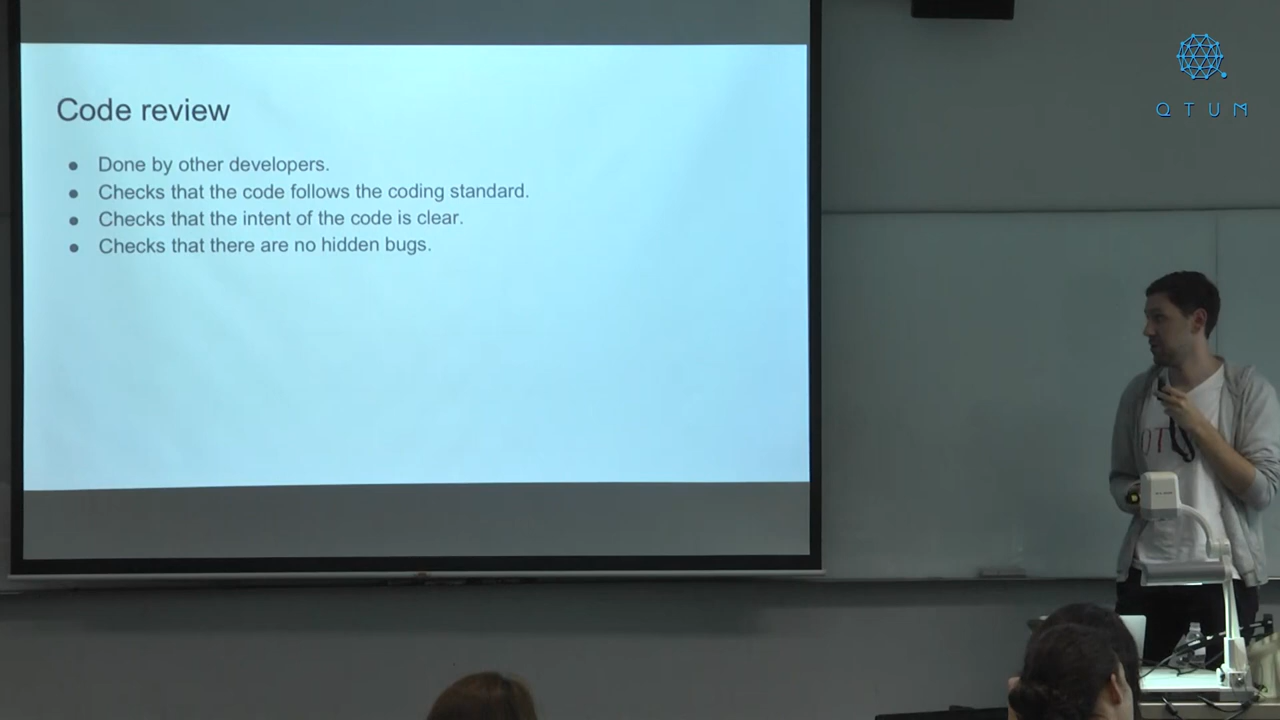 Code review
Done by other developers.
Checks that the code follows the coding standard.
Checks that the intent of the code is clear.
Checks that there are no hidden bugs.
QTUM